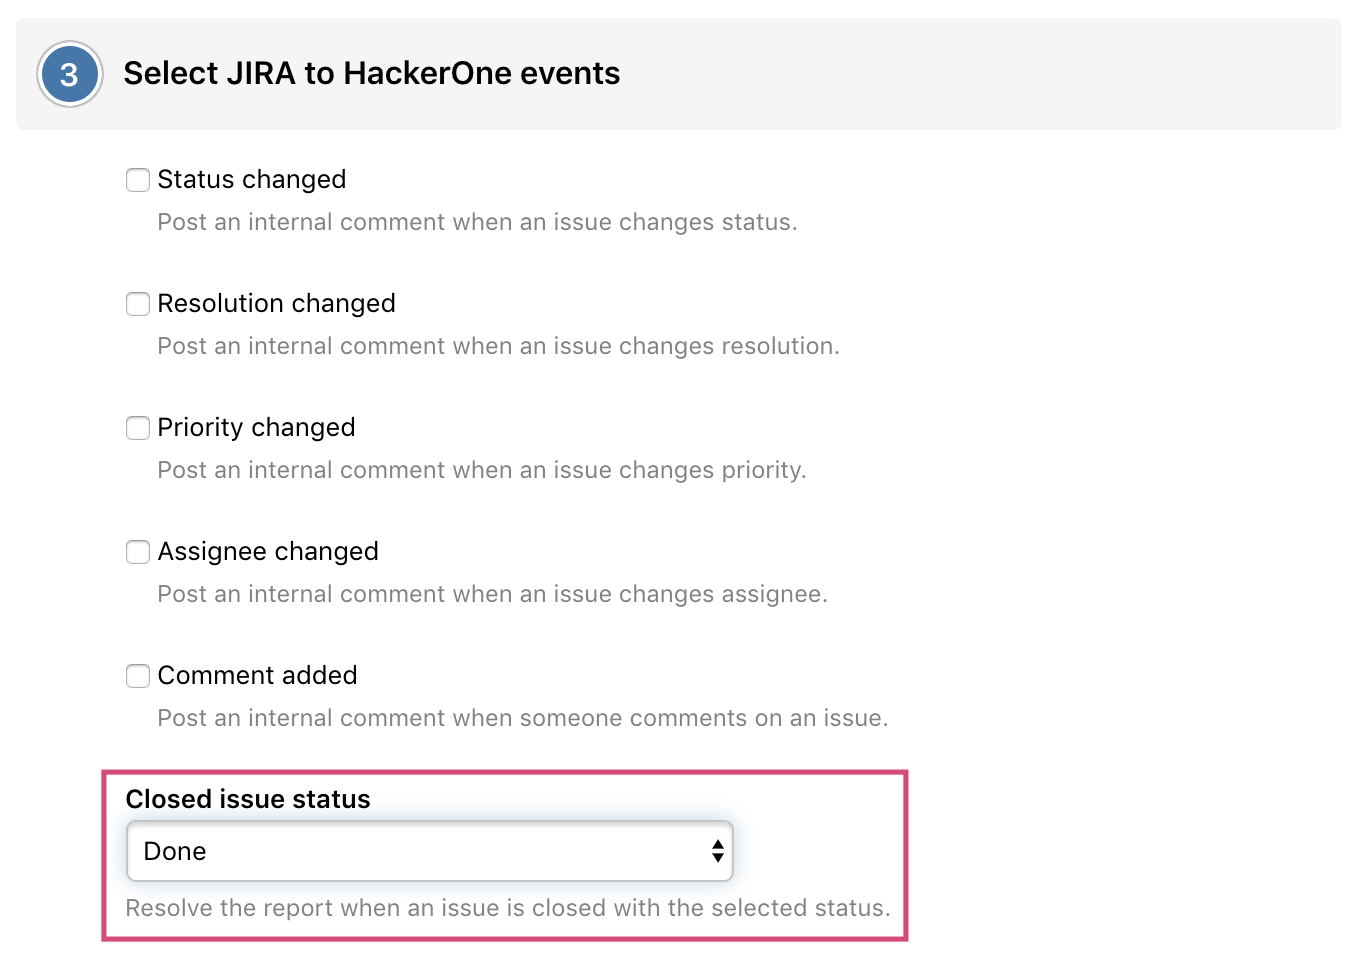 3
Select JIRA to HackerOne events
Status changed
Post an internal comment when an issue changes status.
Resolution changed
Post an internal comment when an issue changes resolution.
Priority changed
Post an internal comment when an issue changes priority.
Assignee changed
Post an internal comment when an issue changes assignee.
Comment added
Post an internal comment when someone comments on an issue.
Closed issue status
Done
Resolve the report when an issue is closed with the selected status.